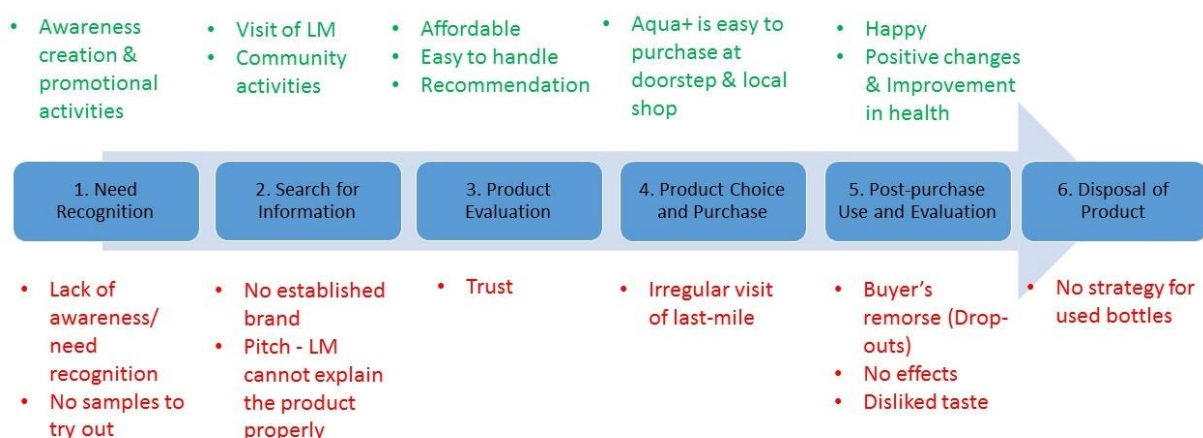 • Awareness
creation &
promotional
activities
• Visit of LM
• Community
activities
• Affordable
• Easy to handle
• Recommendation
• Aqua+ is easy to
purchase at
doorstep & local
shop
• Happy
• Positive changes
& Improvement
in health
1. Need
Recognition
2. Search for
Information
3. Product
Evaluation
4. Product Choice
and Purchase
5. Post-purchase
Use and Evaluation
6. Disposal of
Product
• Lack of
awareness/
need
recognition
• No samples to
try out
• No established
brand
• Pitch - LM
cannot explain
the product
properly
• Trust
• Irregular visit
of last-mile
• Buyer’s
remorse (Drop-
outs)
• No effects
• Disliked taste
• No strategy for
used bottles